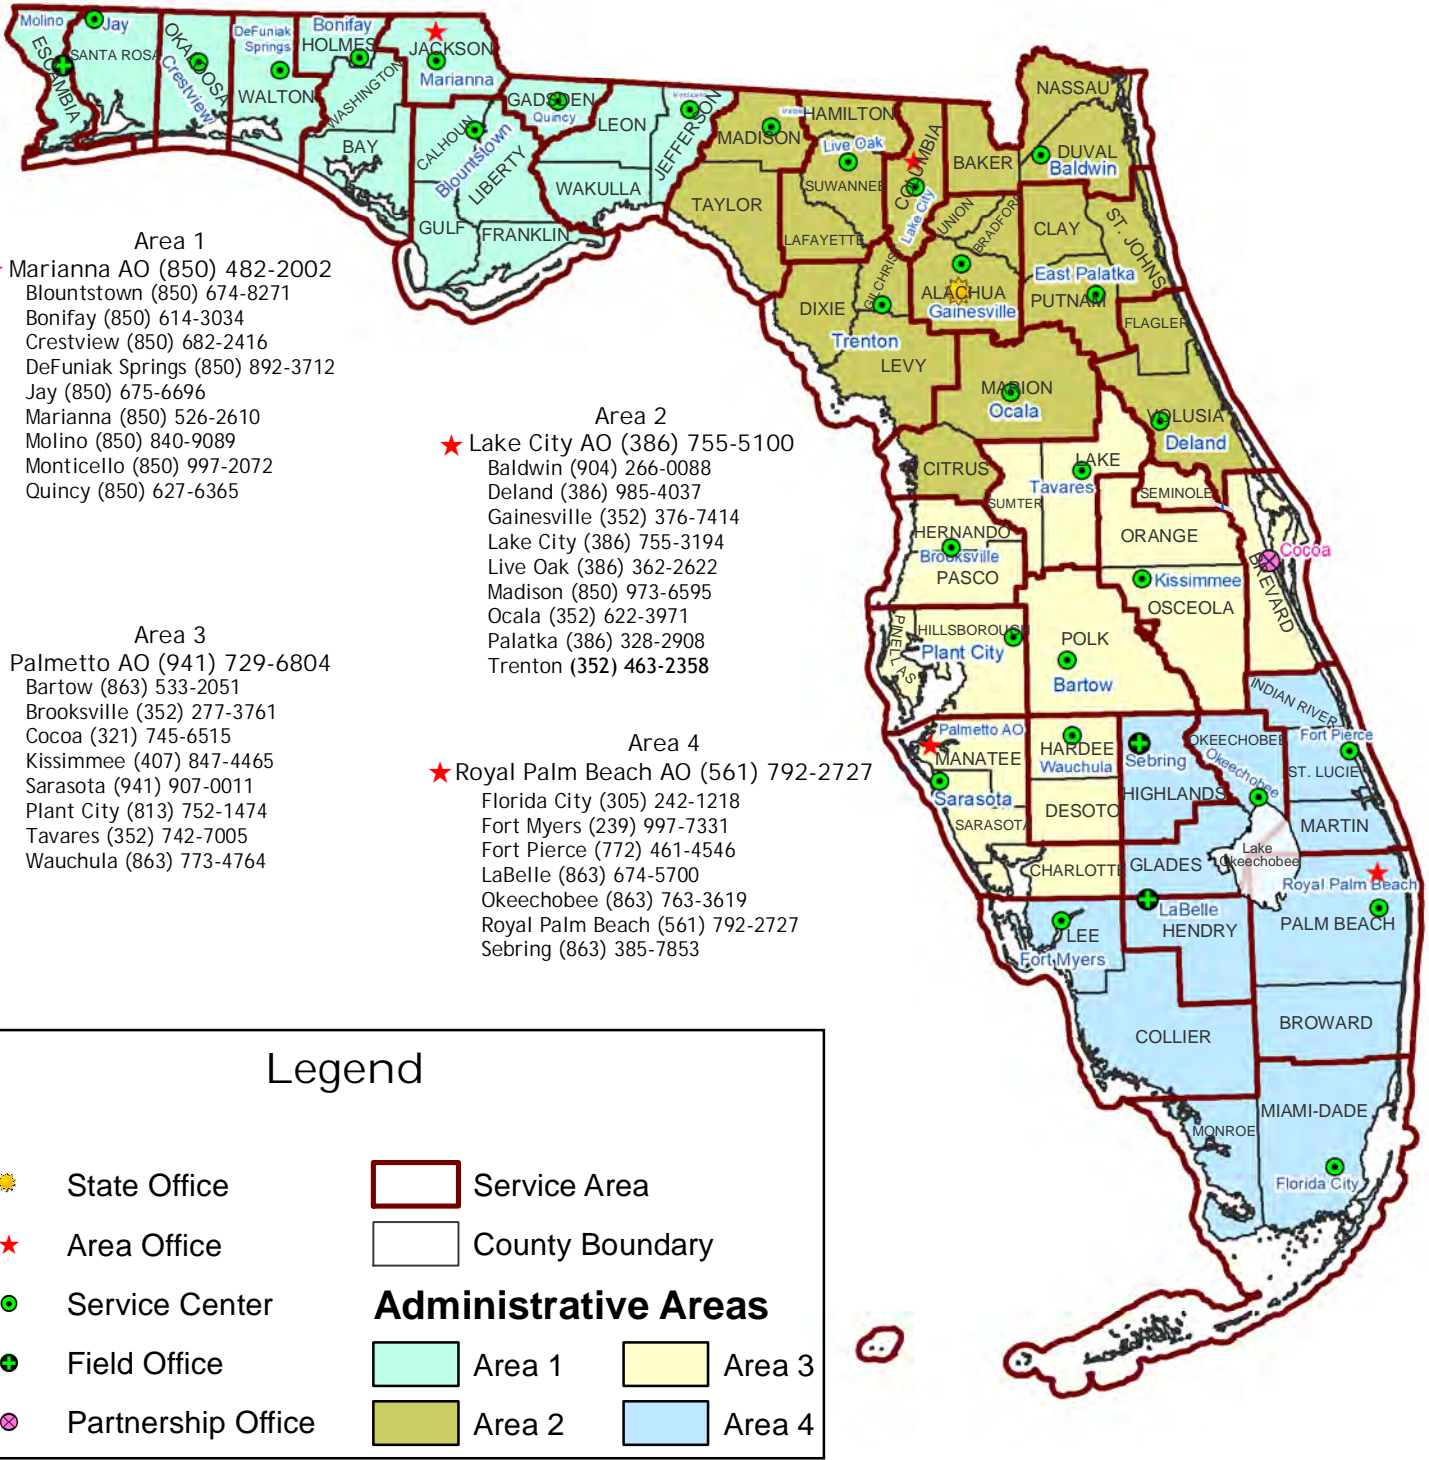 Molino
Jay
ESCAMBIA
SANTA ROSA
OKALOOSA
Crestview
DeFuniak
Springs
WALTON
Bonifay
HOLMES
WASHINGTON
JACKSON
Marianna
BAY
CALHOUN
Blountstown
LIBERTY
GULF
FRANKLIN
GADSDEN
Quincy
LEON
WAKULLA
Monticello
JEFFERSON
MADISON
Madison
HAMILTON
TAYLOR
Live Oak
SUWANNEE
LAFAYETTE
COLUMBIA
Lake City
BAKER
NASSAU
DUVAL
Baldwin
UNION
BRADFORD
CLAY
ST. JOHNS
DIXIE
GILCHRIST
Trenton
ALACHUA
Gainesville
East Palatka
PUTNAM
FLAGLER
LEVY
MARION
Ocala
VOLUSIA
Deland
CITRUS
SUMTER
LAKE
Tavares
SEMINOLE
ORANGE
HERNANDO
Brooksville
PASCO
Cocoa
BREVARD
Kissimmee
OSCEOLA
PINELLAS
HILLSBOROUGH
Plant City
POLK
Bartow
INDIAN RIVER
Palmetto AO
MANATEE
HARDEE
Wauchula
Sebring
HIGHLANDS
OKEECHOBEE
Okeechobee
Fort Pierce
ST. LUCIE
Sarasota
SARASOTA
DESOTO
MARTIN
CHARLOTTE
GLADES
Lake
Okeechobee
Royal Palm Beach
PALM BEACH
LEE
Fort Myers
LaBelle
HENDRY
COLLIER
BROWARD
MIAMI-DADE
MONROE
Florida City
Area 1
Marianna AO (850) 482-2002
Blountstown (850) 674-8271
Bonifay (850) 614-3034
Crestview (850) 682-2416
DeFuniak Springs (850) 892-3712
Jay (850) 675-6696
Marianna (850) 526-2610
Molino (850) 840-9089
Monticello (850) 997-2072
Quincy (850) 627-6365
Area 2
Lake City AO (386) 755-5100
Baldwin (904) 266-0088
Deland (386) 985-4037
Gainesville (352) 376-7414
Lake City (386) 755-3194
Live Oak (386) 362-2622
Madison (850) 973-6595
Ocala (352) 622-3971
Palatka (386) 328-2908
Trenton (352) 463-2358
Area 3
Palmetto AO (941) 729-6804
Bartow (863) 533-2051
Brooksville (352) 277-3761
Cocoa (321) 745-6515
Kissimmee (407) 847-4465
Sarasota (941) 907-0011
Plant City (813) 752-1474
Tavares (352) 742-7005
Wauchula (863) 773-4764
Area 4
Royal Palm Beach AO (561) 792-2727
Florida City (305) 242-1218
Fort Myers (239) 997-7331
Fort Pierce (772) 461-4546
LaBelle (863) 674-5700
Okeechobee (863) 763-3619
Royal Palm Beach (561) 792-2727
Sebring (863) 385-7853
Legend
State Office
Area Office
Service Center
Field Office
Partnership Office
Service Area
County Boundary
Administrative Areas
Area 1
Area 2
Area 3
Area 4